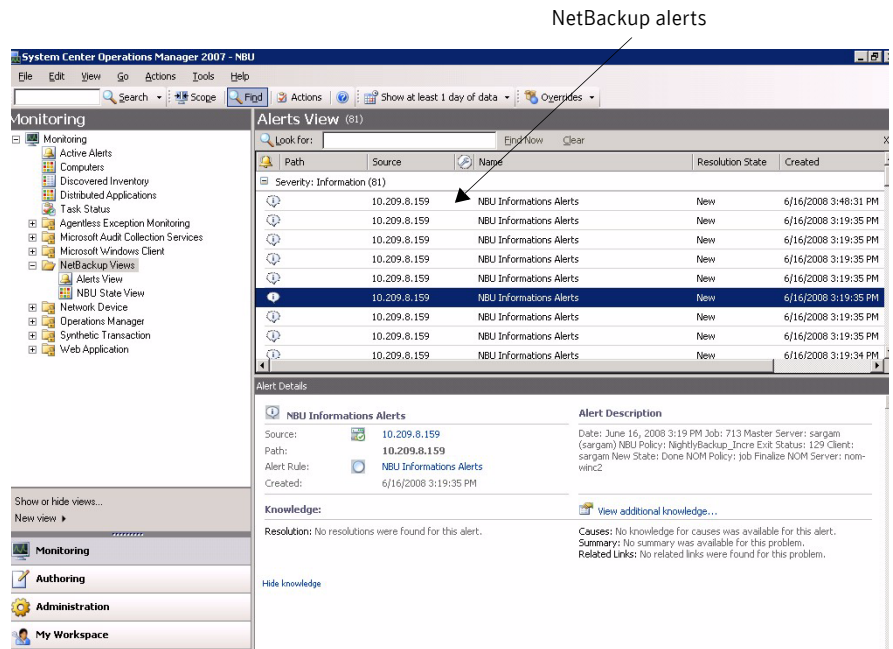 NetBackup alerts
System Center Operations Manager 2007 - NBU
File Edit View Go Actions Tools Help
Search Scope Find Actions Show at least 1 day of data Overrides
Monitoring
Monitoring
Active Alerts
Computers
Discovered Inventory
Distributed Applications
Task Status
Agentless Exception Monitoring
Microsoft Audit Collection Services
Microsoft Windows Client
NetBackup Views
Alerts View
NBU State View
Network Device
Operations Manager
Synthetic Transaction
Web Application
Show or hide views...
New view
Monitoring
Authoring
Administration
My Workspace
Alerts View (81)
Look for: Find Now Clear X
Path Source Name Resolution State Created
Severity: Information (81)
10.209.8.159 NBU Informations Alerts New 6/16/2008 3:48:31 PM
10.209.8.159 NBU Informations Alerts New 6/16/2008 3:19:35 PM
10.209.8.159 NBU Informations Alerts New 6/16/2008 3:19:35 PM
10.209.8.159 NBU Informations Alerts New 6/16/2008 3:19:35 PM
10.209.8.159 NBU Informations Alerts New 6/16/2008 3:19:35 PM
10.209.8.159 NBU Informations Alerts New 6/16/2008 3:19:35 PM
10.209.8.159 NBU Informations Alerts New 6/16/2008 3:19:35 PM
10.209.8.159 NBU Informations Alerts New 6/16/2008 3:19:35 PM
10.209.8.159 NBU Informations Alerts New 6/16/2008 3:19:34 PM
Alert Details
NBU Informations Alerts
Source: 10.209.8.159
Path: 10.209.8.159
Alert Rule: NBU Informations Alerts
Created: 6/16/2008 3:19:35 PM
Knowledge:
Resolution: No resolutions were found for this alert.
Hide knowledge
Alert Description
Date: June 16, 2008 3:19 PM Job: 713 Master Server: sargam
(sargam) NBU Policy: NightlyBackup_Incre Exit Status: 129 Client:
sargam New State: Done NOM Policy: job Finalize NOM Server: nom-
winc2
View additional knowledge...
Causes: No knowledge for causes was available for this alert.
Summary: No summary was available for this problem.
Related Links: No related links were found for this problem.